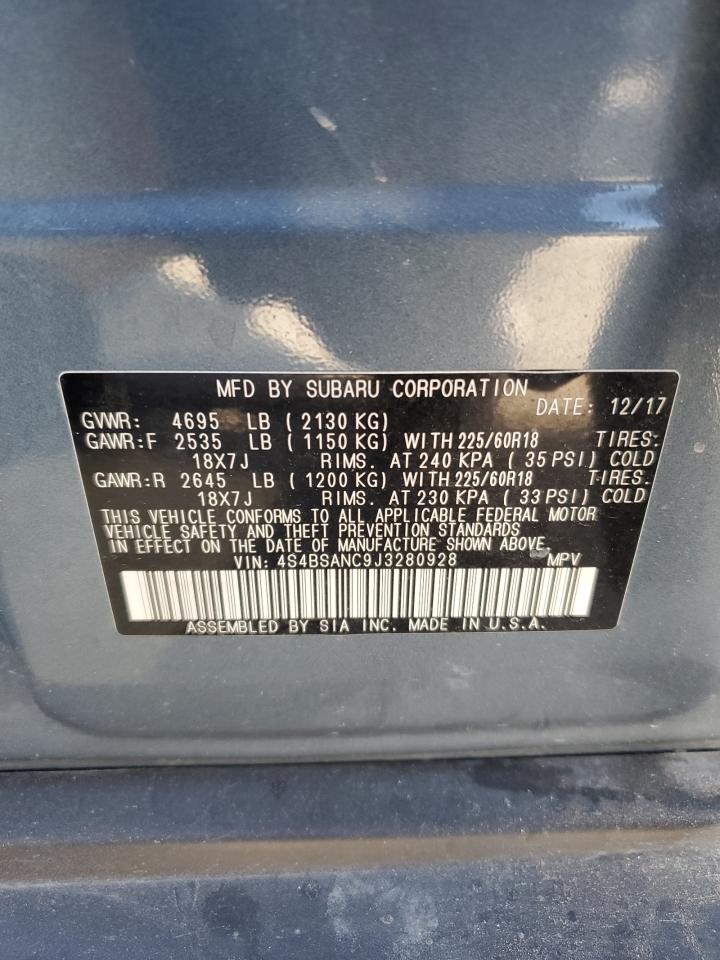 MFD BY SUBARU CORPORATION
DATE: 12/17
GVWR: 4695 LB ( 2130 KG)
GAWR:F 2535 LB ( 1150 KG) WITH 225/60R18 TIRES:
18X7J RIMS. AT 240 KPA ( 35 PSI) COLD
GAWR:R 2645 LB ( 1200 KG) WITH 225/60R18 TIRES.
18X7J RIMS. AT 230 KPA ( 33 PSI) COLD
THIS VEHICLE CONFORMS TO ALL APPLICABLE FEDERAL MOTOR
VEHICLE SAFETY AND THEFT PREVENTION STANDARDS
IN EFFECT ON THE DATE OF MANUFACTURE SHOWN ABOVE.
VIN: 4S4BSANC9J3280928 MPV
ASSEMBLED BY SIA INC. MADE IN U.S.A.